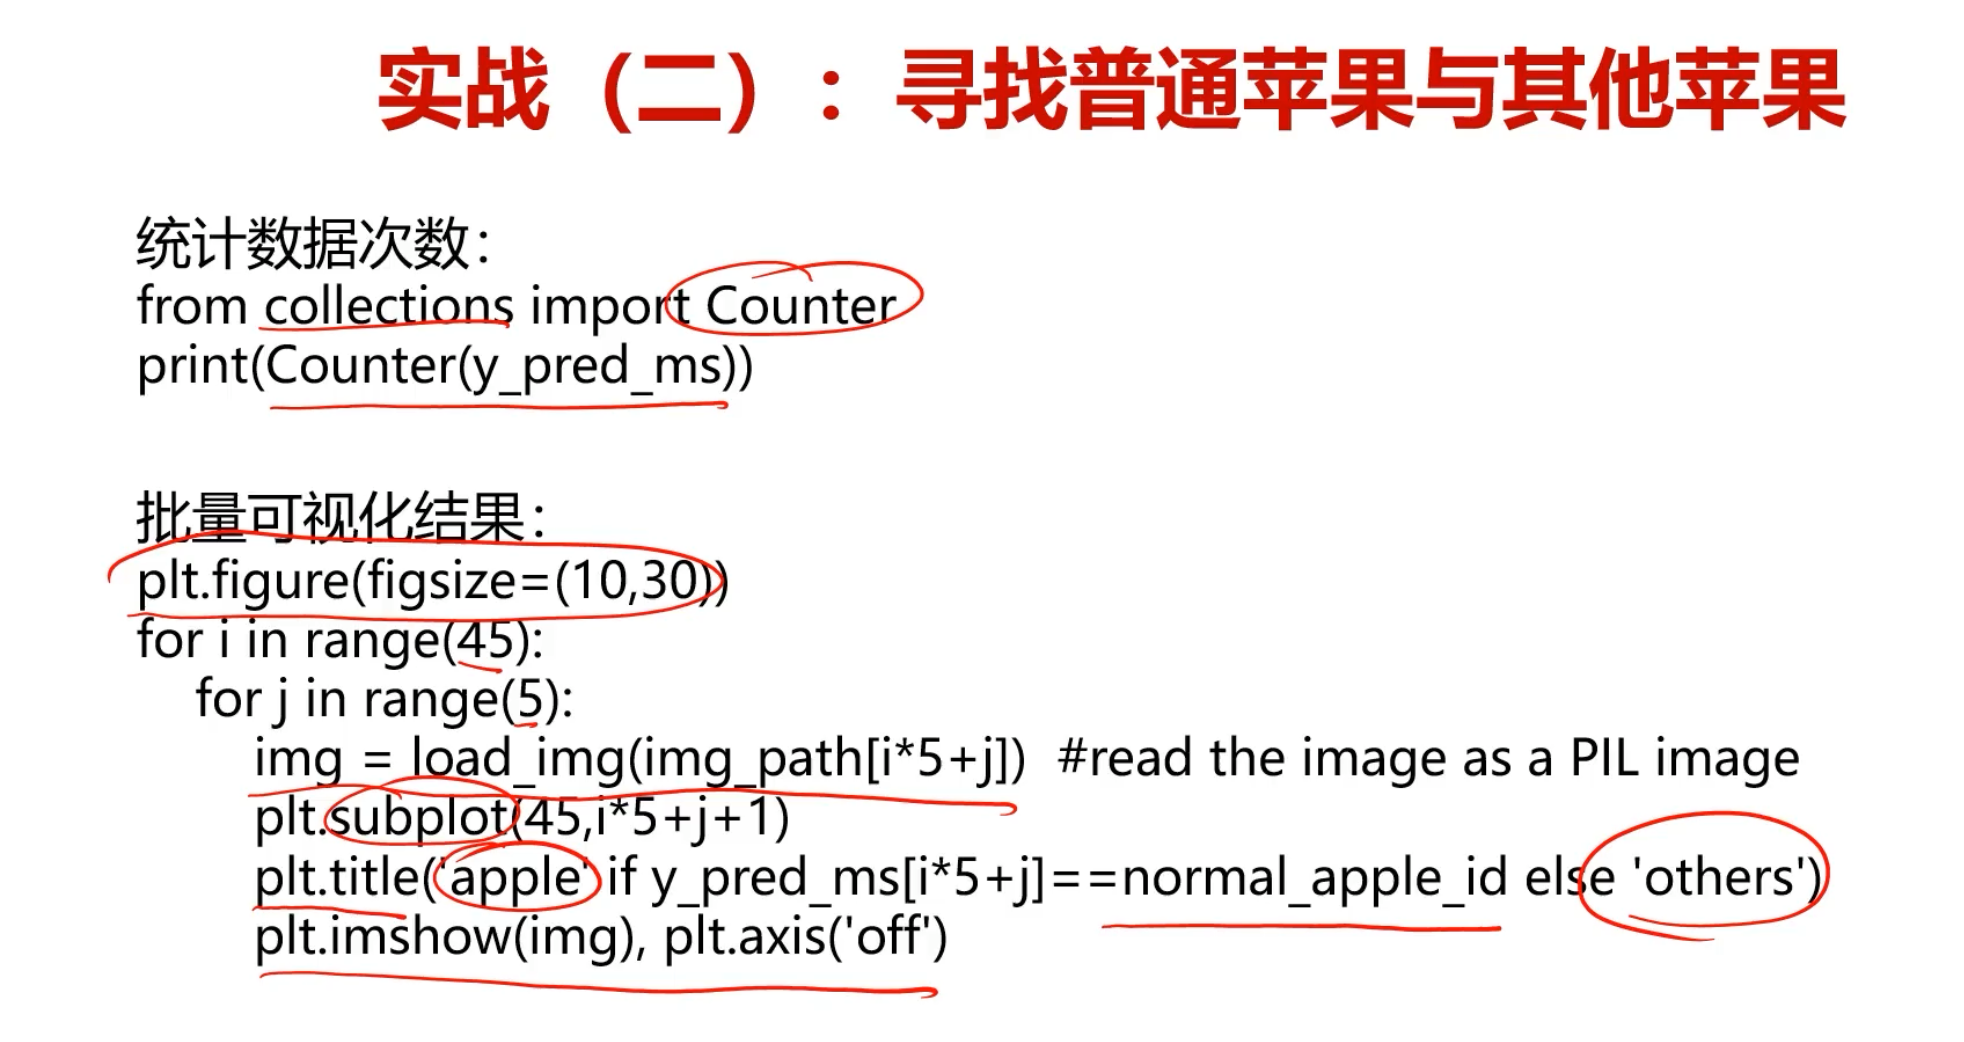 实战（二）：寻找普通苹果与其他苹果
统计数据次数：
from collections import Counter
print(Counter(y_pred_ms))
批量可视化结果：
plt.figure(figsize=(10,30))
for i in range(45):
for j in range(5):
img = load_img(img_path[i*5+j])  #read the image as a PIL image
plt.subplot(45,i*5+j+1)
plt.title('apple' if y_pred_ms[i*5+j]==normal_apple_id else 'others')
plt.imshow(img), plt.axis('off')